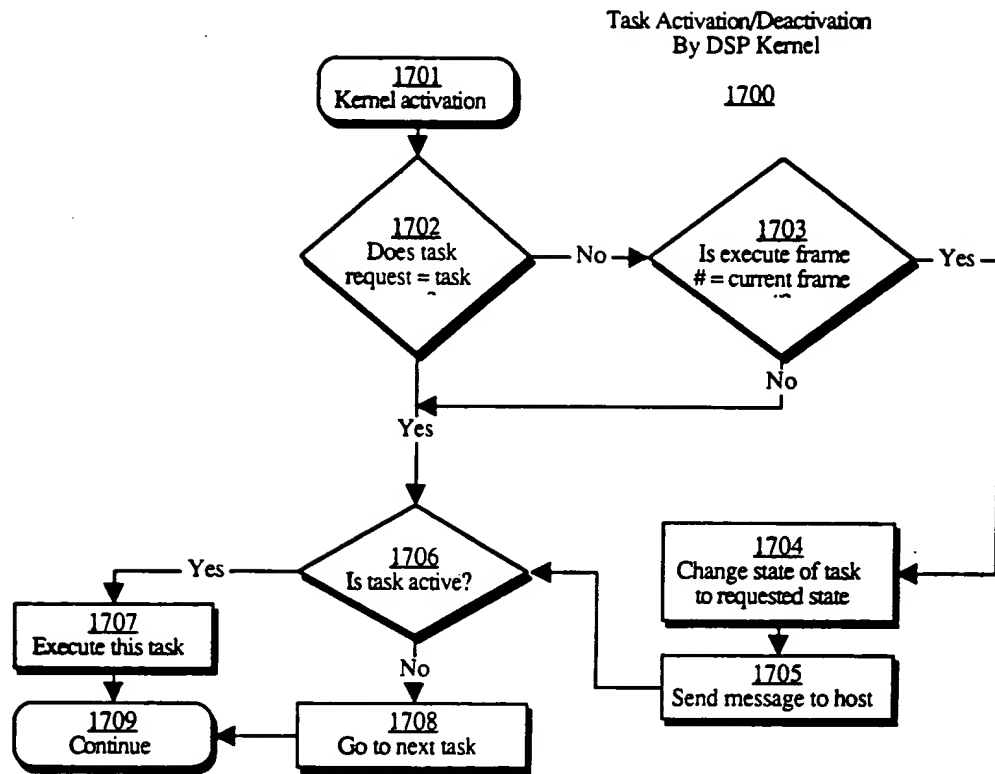 Task Activation/Deactivation
By DSP Kernel
1700
1701
Kernel activation
1702
Does task
request = task
No
1703
Is execute frame
# = current frame
Yes
No
Yes
1706
Is task active?
Yes
No
1704
Change state of task
to requested state
1705
Send message to host
1707
Execute this task
1708
Go to next task
1709
Continue